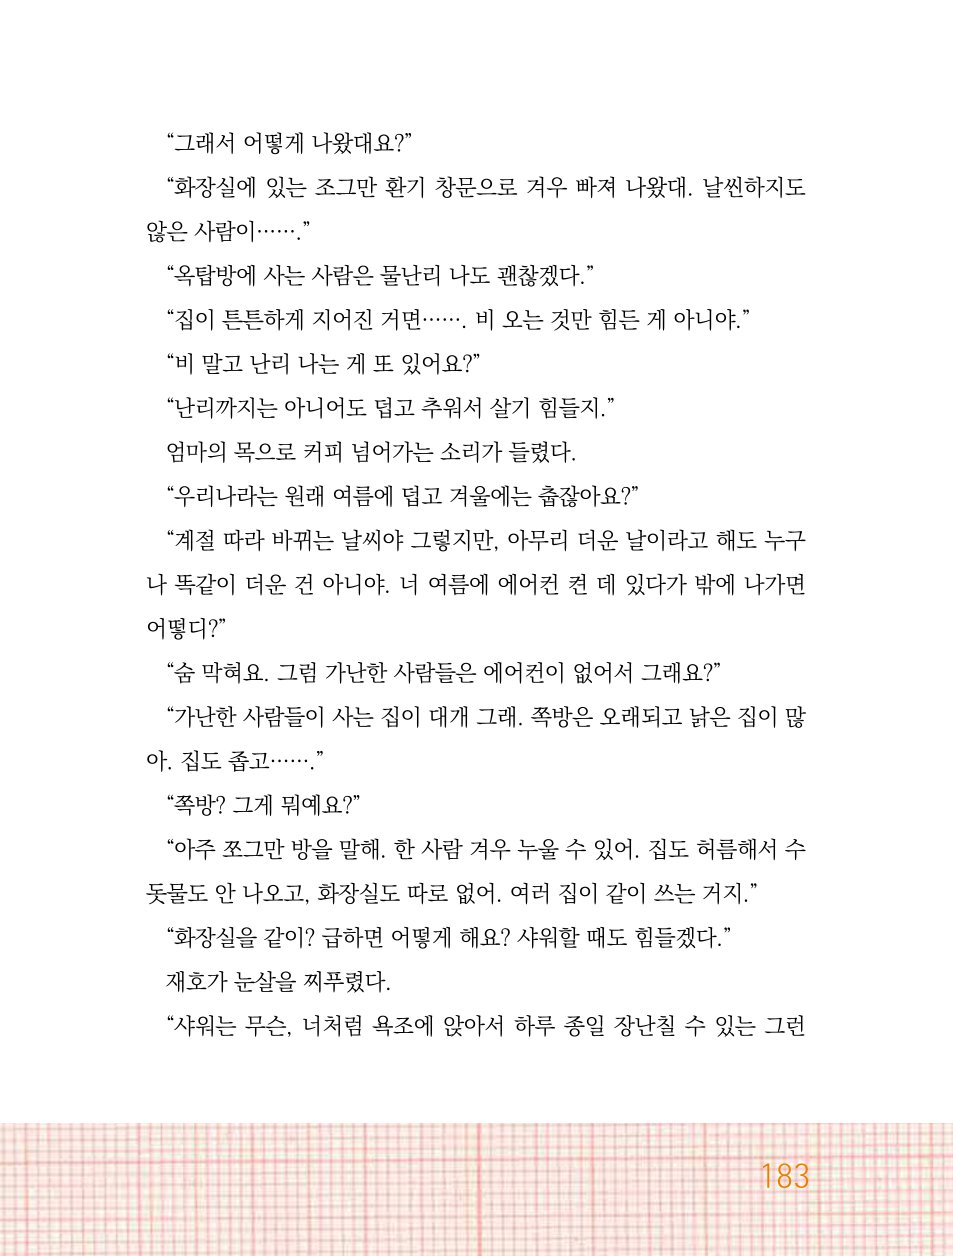 “그래서 어떻게 나왔대요?”
“화장실에 있는 조그만 환기 창문으로 겨우 빠져 나왔대. 날씬하지도
않은 사람이…….”
“옥탑방에 사는 사람은 물난리 나도 괜찮겠다.”
“집이 튼튼하게 지어진 거면……. 비 오는 것만 힘든 게 아니야.”
“비 말고 난리 나는 게 또 있어요?”
“난리까지는 아니어도 덥고 추워서 살기 힘들지.”
엄마의 목으로 커피 넘어가는 소리가 들렸다.
“우리나라는 원래 여름에 덥고 겨울에는 춥잖아요?”
“계절 따라 바뀌는 날씨야 그렇지만, 아무리 더운 날이라고 해도 누구
나 똑같이 더운 건 아니야. 너 여름에 에어컨 켠 데 있다가 밖에 나가면
어떻디?”
“숨 막혀요. 그럼 가난한 사람들은 에어컨이 없어서 그래요?”
“가난한 사람들이 사는 집이 대개 그래. 쪽방은 오래되고 낡은 집이 많
아. 집도 좁고…….”
“쪽방? 그게 뭐예요?”
“아주 쪼그만 방을 말해. 한 사람 겨우 누울 수 있어. 집도 허름해서 수
돗물도 안 나오고, 화장실도 따로 없어. 여러 집이 같이 쓰는 거지.”
“화장실을 같이? 급하면 어떻게 해요? 샤워할 때도 힘들겠다.”
재호가 눈살을 찌푸렸다.
“샤워는 무슨, 너처럼 욕조에 앉아서 하루 종일 장난칠 수 있는 그런
183